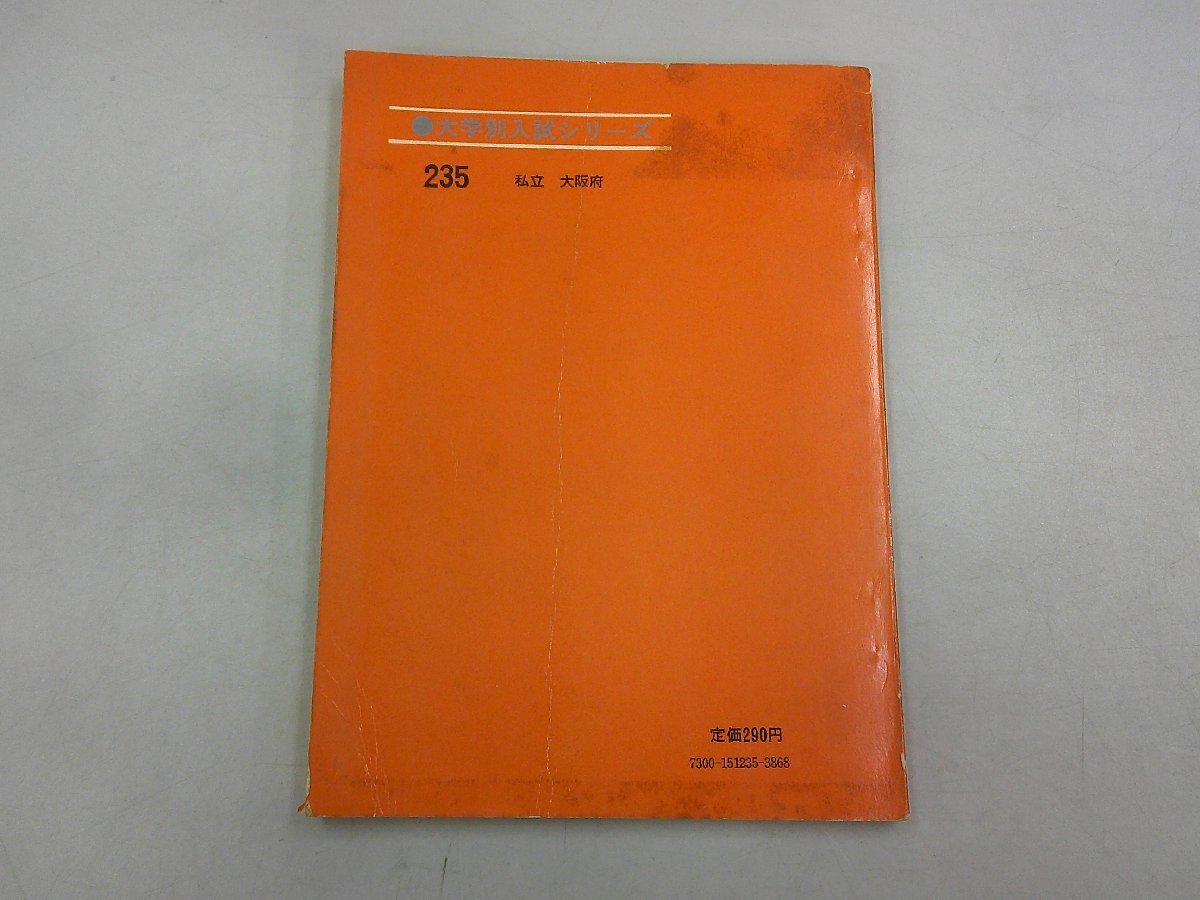 ●大学別入試シリーズ
235 私立 大阪府
定価290円
7300-151235-3868